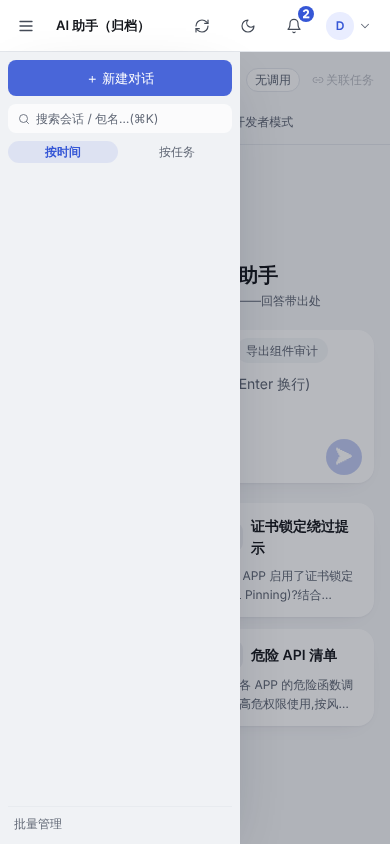 AI 助手（归档）
2
D
+ 新建对话
搜索会话 / 包名...(⌘K)
按时间
按任务
批量管理
无调用
关联任务
开发者模式
助手
——回答带出处
导出组件审计
Enter 换行)
证书锁定绕过提
示
APP 启用了证书锁定
Pinning)?结合...
危险 API 清单
各 APP 的危险函数调
高危权限使用,按风...